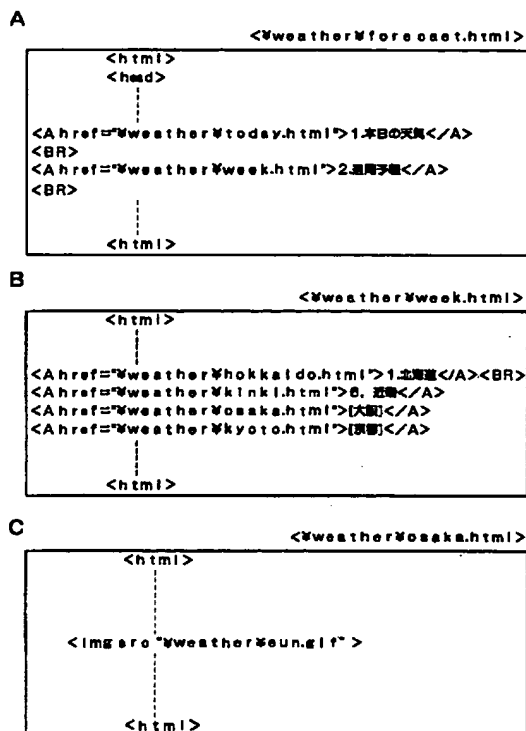 A
<¥weather¥forecast.html>
<html>
<head>
<A href="¥weather¥today.html">1.本日の天気</A>
<BR>
<A href="¥weather¥week.html">2.週間予報</A>
<BR>
<html>
B
<¥weather¥week.html>
<html>
<A href="¥weather¥hokkaido.html">1.北海道</A><BR>
<A href="¥weather¥kinki.html">6. 近畿</A>
<A href="¥weather¥osaka.html">[大阪]</A>
<A href="¥weather¥kyoto.html">[京都]</A>
<html>
C
<¥weather¥osaka.html>
<html>
<img src "¥weather¥sun.gif" >
<html>